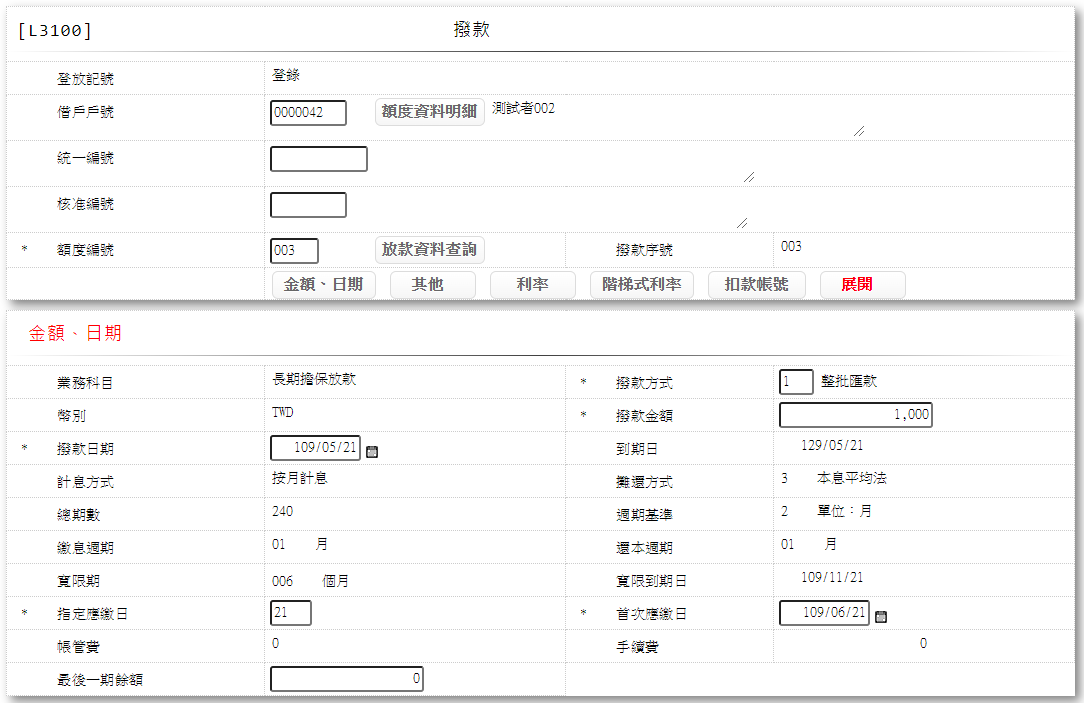 [L3100] 撥款
登放記號 登錄
借戶戶號 0000042 額度資料明細 測試者002
統一編號
核准編號
* 額度編號 003 放款資料查詢 撥款序號 003
金額、日期 其他 利率 階梯式利率 扣款帳號 展開
金額、日期
業務科目 長期擔保放款 * 撥款方式 1 整批匯款
幣別 TWD * 撥款金額 1,000
* 撥款日期 109/05/21 到期日 129/05/21
計息方式 按月計息 攤還方式 3 本息平均法
總期數 240 週期基準 2 單位：月
繳息週期 01 月 還本週期 01 月
寬限期 006 個月 寬限到期日 109/11/21
* 指定應繳日 21 * 首次應繳日 109/06/21
帳管費 0 手續費 0
最後一期餘額 0